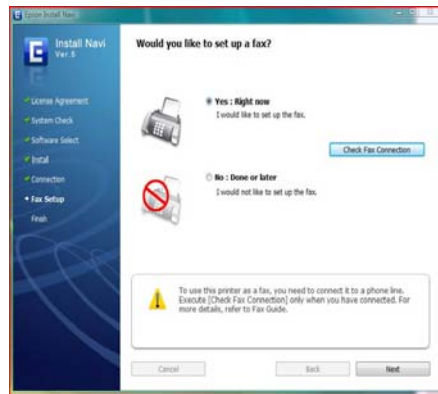 Epson Install Navi
Install Navi
Ver.5
License Agreement
System Check
Software Select
Install
Connection
Fax Setup
Finish
Would you like to set up a fax?
Yes : Right now
I would like to set up the fax.
Check Fax Connection
No : Done or later
I would not like to set up the fax.
To use this printer as a fax, you need to connect it to a phone line.
Execute [Check Fax Connection] only when you have connected. For
more details, refer to Fax Guide.
Cancel
Back
Next